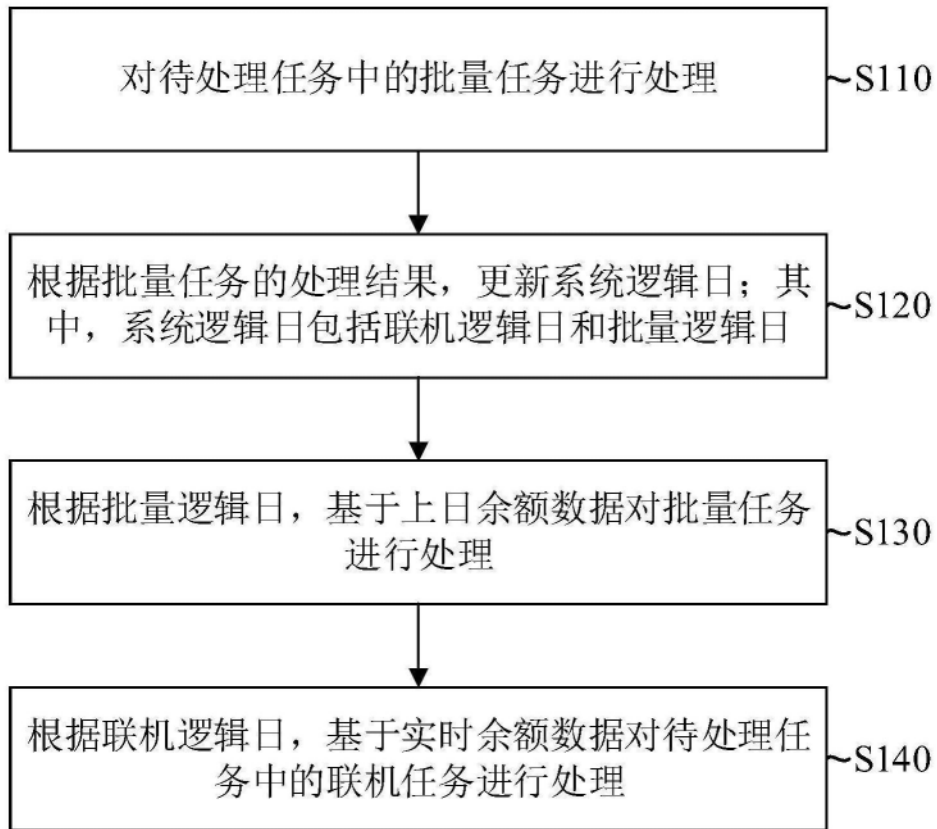 对待处理任务中的批量任务进行处理
~S110
根据批量任务的处理结果，更新系统逻辑日；其
中，系统逻辑日包括联机逻辑日和批量逻辑日
~S120
根据批量逻辑日，基于上日余额数据对批量任务
进行处理
~S130
根据联机逻辑日，基于实时余额数据对待处理任
务中的联机任务进行处理
~S140